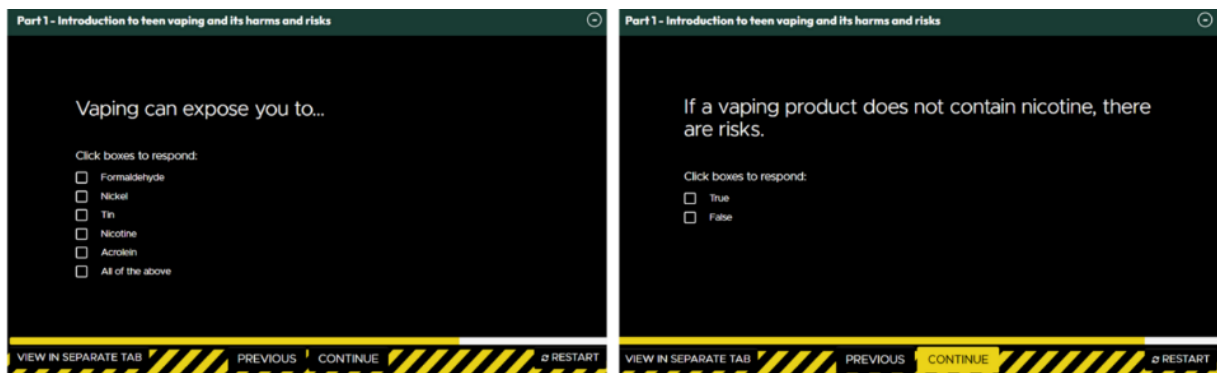 Part 1 - Introduction to teen vaping and its harms and risks
Vaping can expose you to...
Click boxes to respond:
Formaldehyde
Nickel
Tin
Nicotine
Acrolein
All of the above
VIEW IN SEPARATE TAB
PREVIOUS
CONTINUE
RESTART
Part 1 - Introduction to teen vaping and its harms and risks
If a vaping product does not contain nicotine, there
are risks.
Click boxes to respond:
True
False
VIEW IN SEPARATE TAB
PREVIOUS
CONTINUE
RESTART